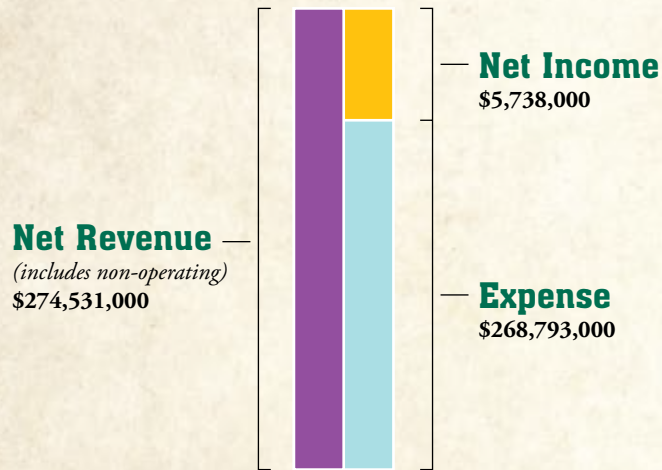 Net Income
$5,738,000
Net Revenue
(includes non-operating)
$274,531,000
Expense
$268,793,000